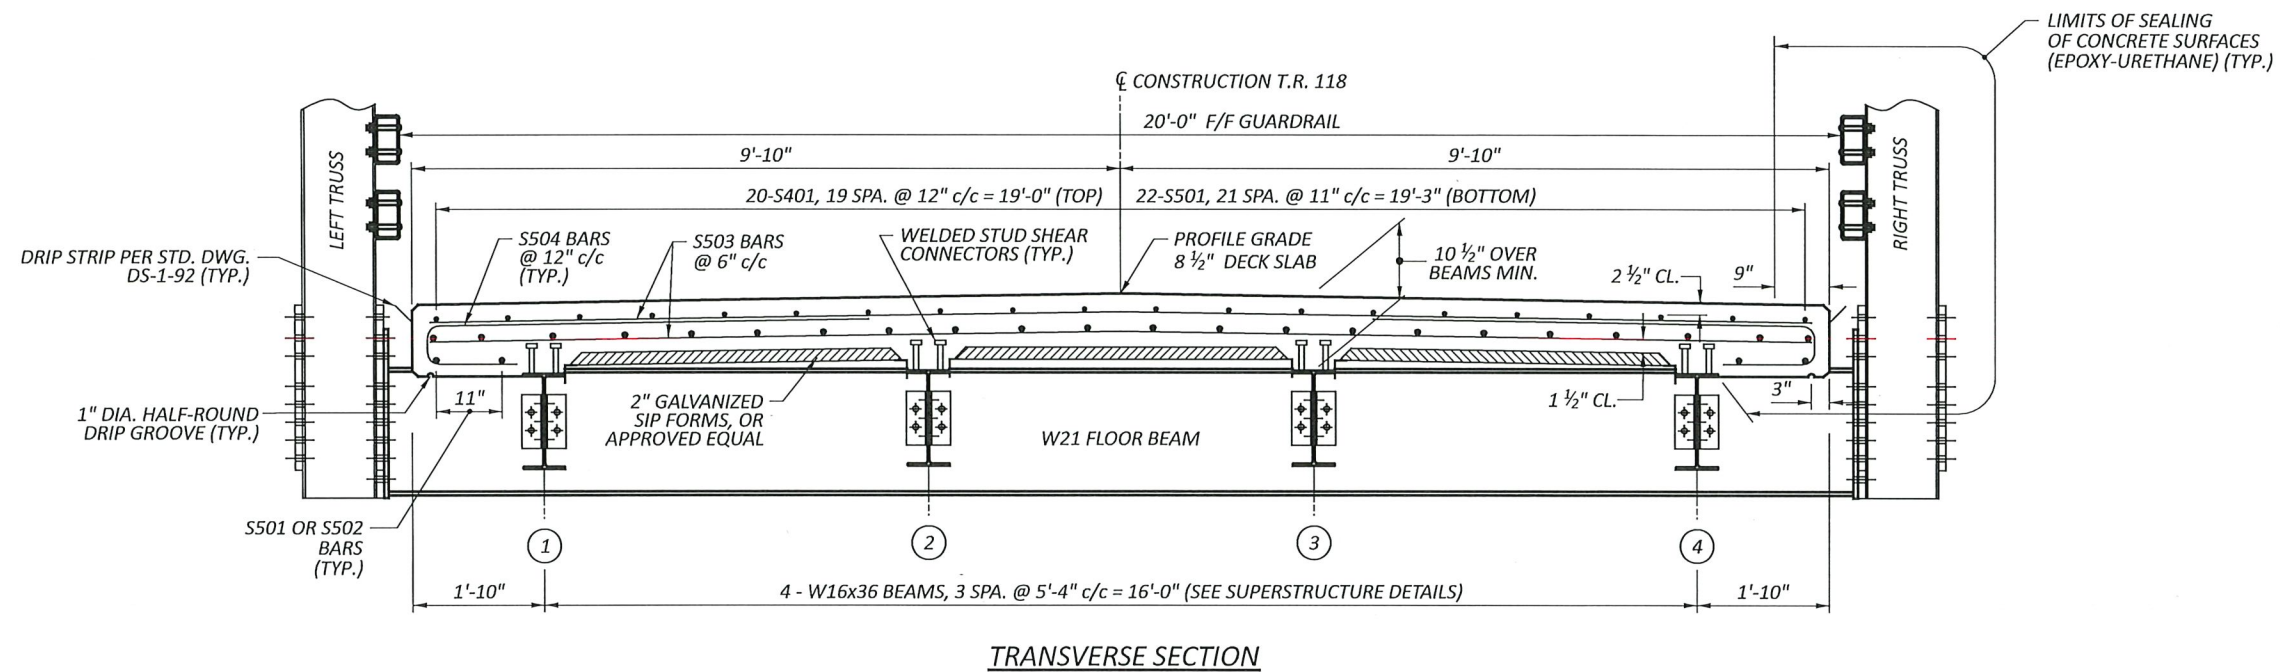 LIMITS OF SEALING
OF CONCRETE SURFACES
(EPOXY-URETHANE) (TYP.)
℄ CONSTRUCTION T.R. 118
20'-0" F/F GUARDRAIL
9'-10"
9'-10"
LEFT TRUSS
RIGHT TRUSS
20-S401, 19 SPA. @ 12" c/c = 19'-0" (TOP)
22-S501, 21 SPA. @ 11" c/c = 19'-3" (BOTTOM)
DRIP STRIP PER STD. DWG.
DS-1-92 (TYP.)
S504 BARS
@ 12" c/c
(TYP.)
S503 BARS
@ 6" c/c
WELDED STUD SHEAR
CONNECTORS (TYP.)
PROFILE GRADE
8 ½" DECK SLAB
10 ½" OVER
BEAMS MIN.
2 ½" CL.
9"
1" DIA. HALF-ROUND
DRIP GROOVE (TYP.)
11"
2" GALVANIZED
SIP FORMS, OR
APPROVED EQUAL
W21 FLOOR BEAM
1 ½" CL.
3"
S501 OR S502
BARS
(TYP.)
1
2
3
4
1'-10"
4 - W16x36 BEAMS, 3 SPA. @ 5'-4" c/c = 16'-0" (SEE SUPERSTRUCTURE DETAILS)
1'-10"
TRANSVERSE SECTION